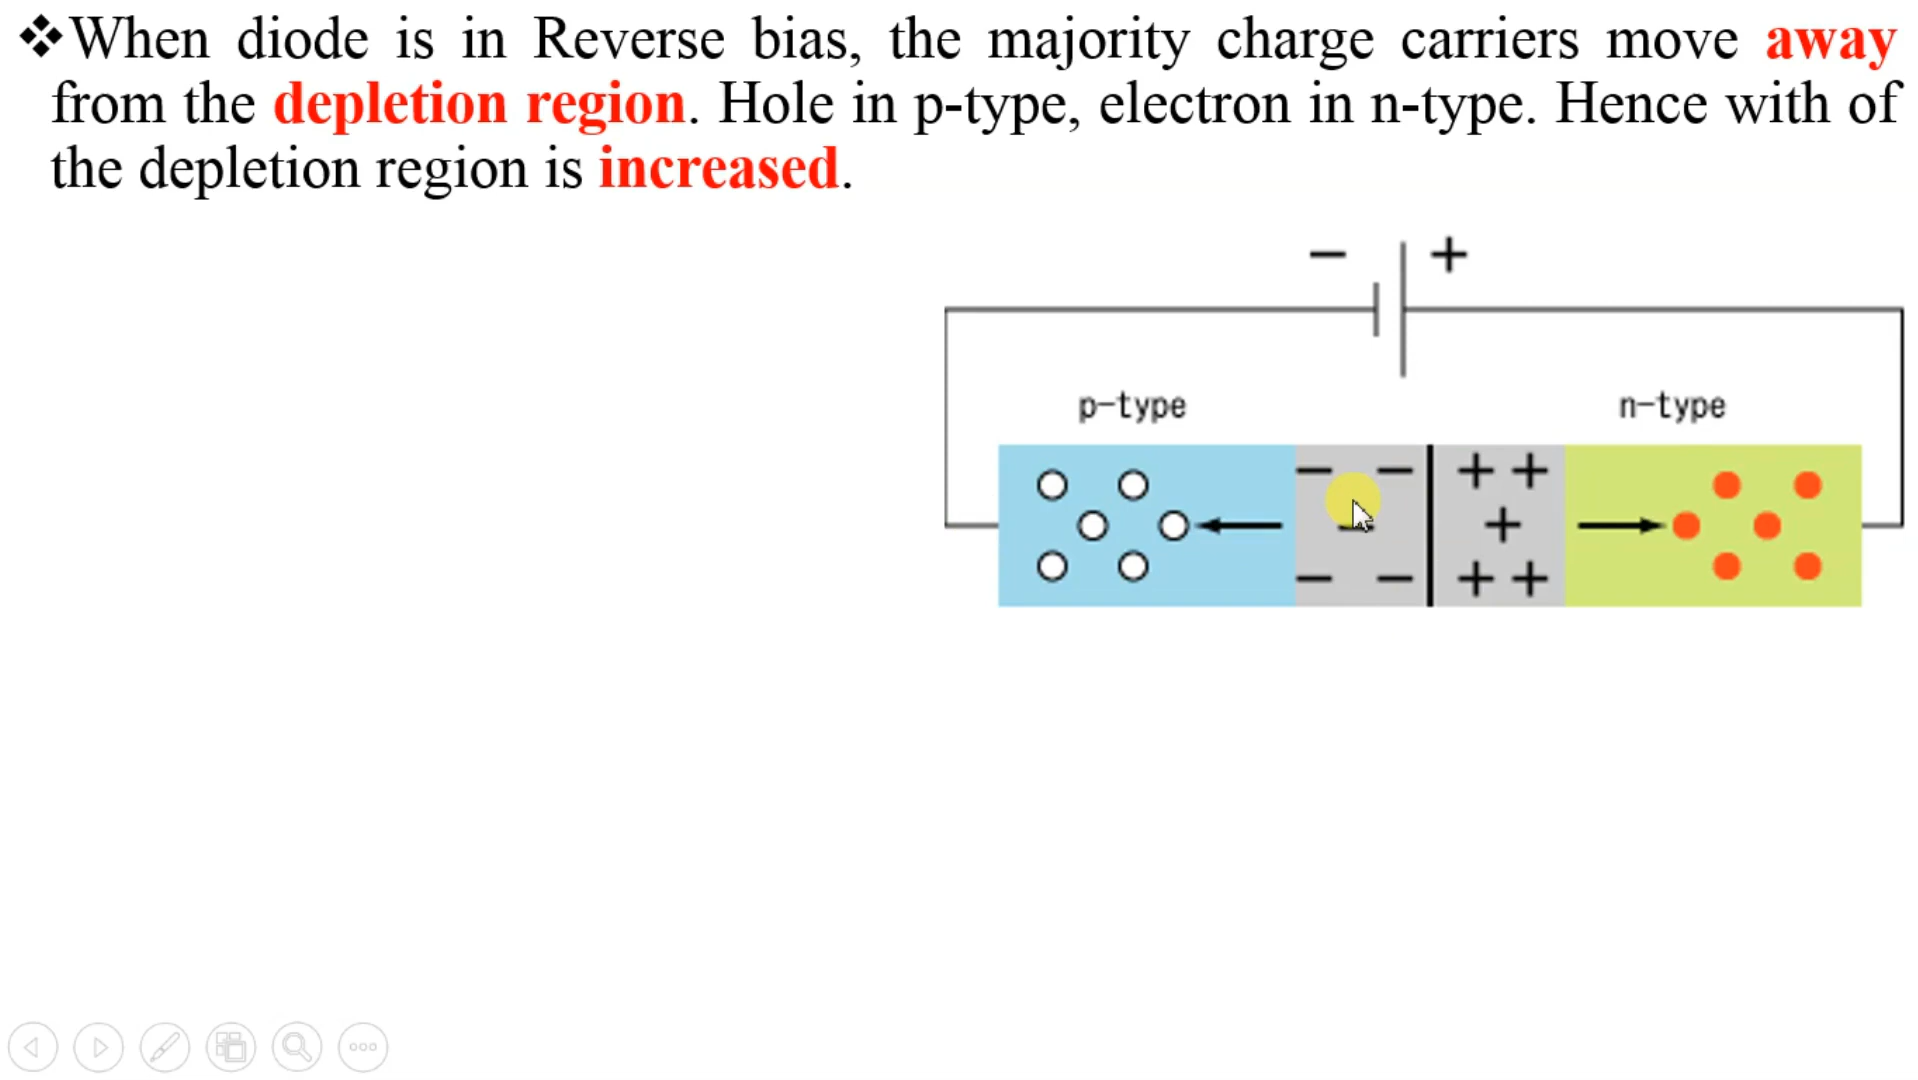 ❖When diode is in Reverse bias, the majority charge carriers move away
from the depletion region. Hole in p-type, electron in n-type. Hence with of
the depletion region is increased.
− +
p-type n-type
− − + +
− +
− − + +